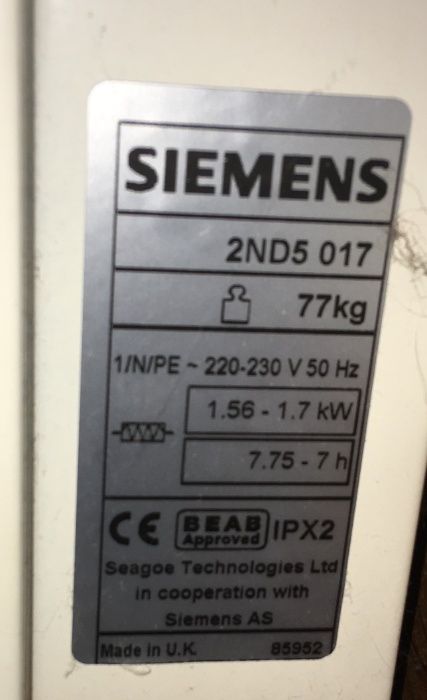 SIEMENS
2ND5 017
77kg
1/N/PE ~ 220-230 V 50 Hz
1.56 - 1.7 kW
7.75 - 7 h
CE BEAB Approved IPX2
Seagoe Technologies Ltd
in cooperation with
Siemens AS
Made in U.K. 85952